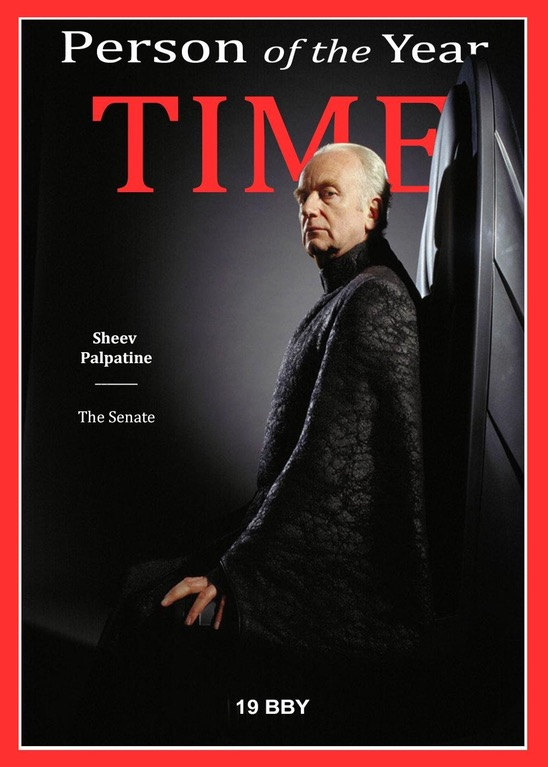 Person of the Year
TIME
Sheev
Palpatine
The Senate
19 BBY